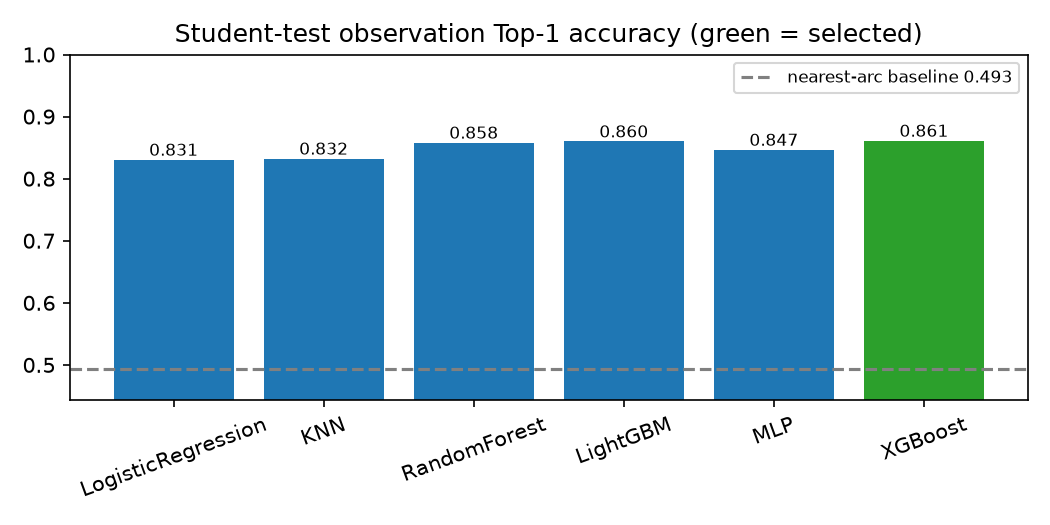 Student-test observation Top-1 accuracy (green = selected)
1.0
nearest-arc baseline 0.493
0.9
0.831 0.832 0.858 0.860 0.847 0.861
0.8
0.7
0.6
0.5
LogisticRegression KNN RandomForest LightGBM MLP XGBoost